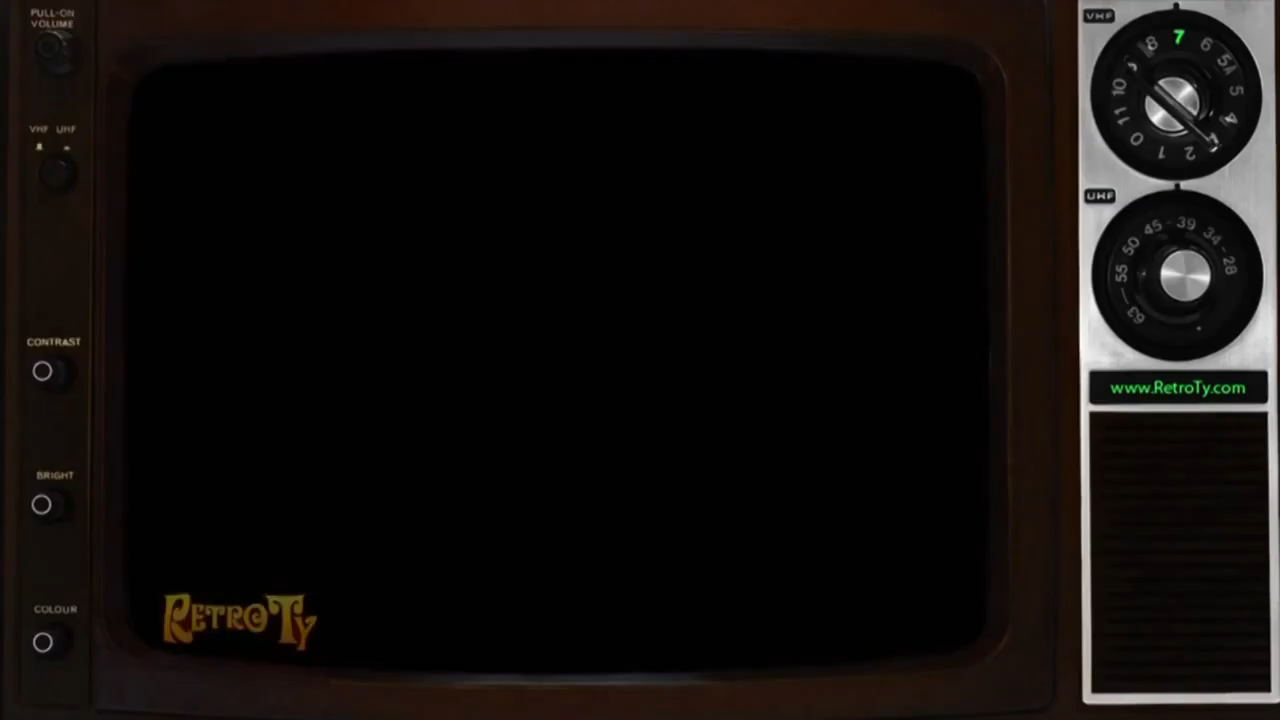 PULL-ON
VOLUME
VHF UHF
CONTRAST
BRIGHT
COLOUR
RETROTY
VHF
7
6
5A
5
4
2
1
0
11
10
9
8
UHF
63 — 55 50 45 - 39 34 - 28
www.RetroTy.com